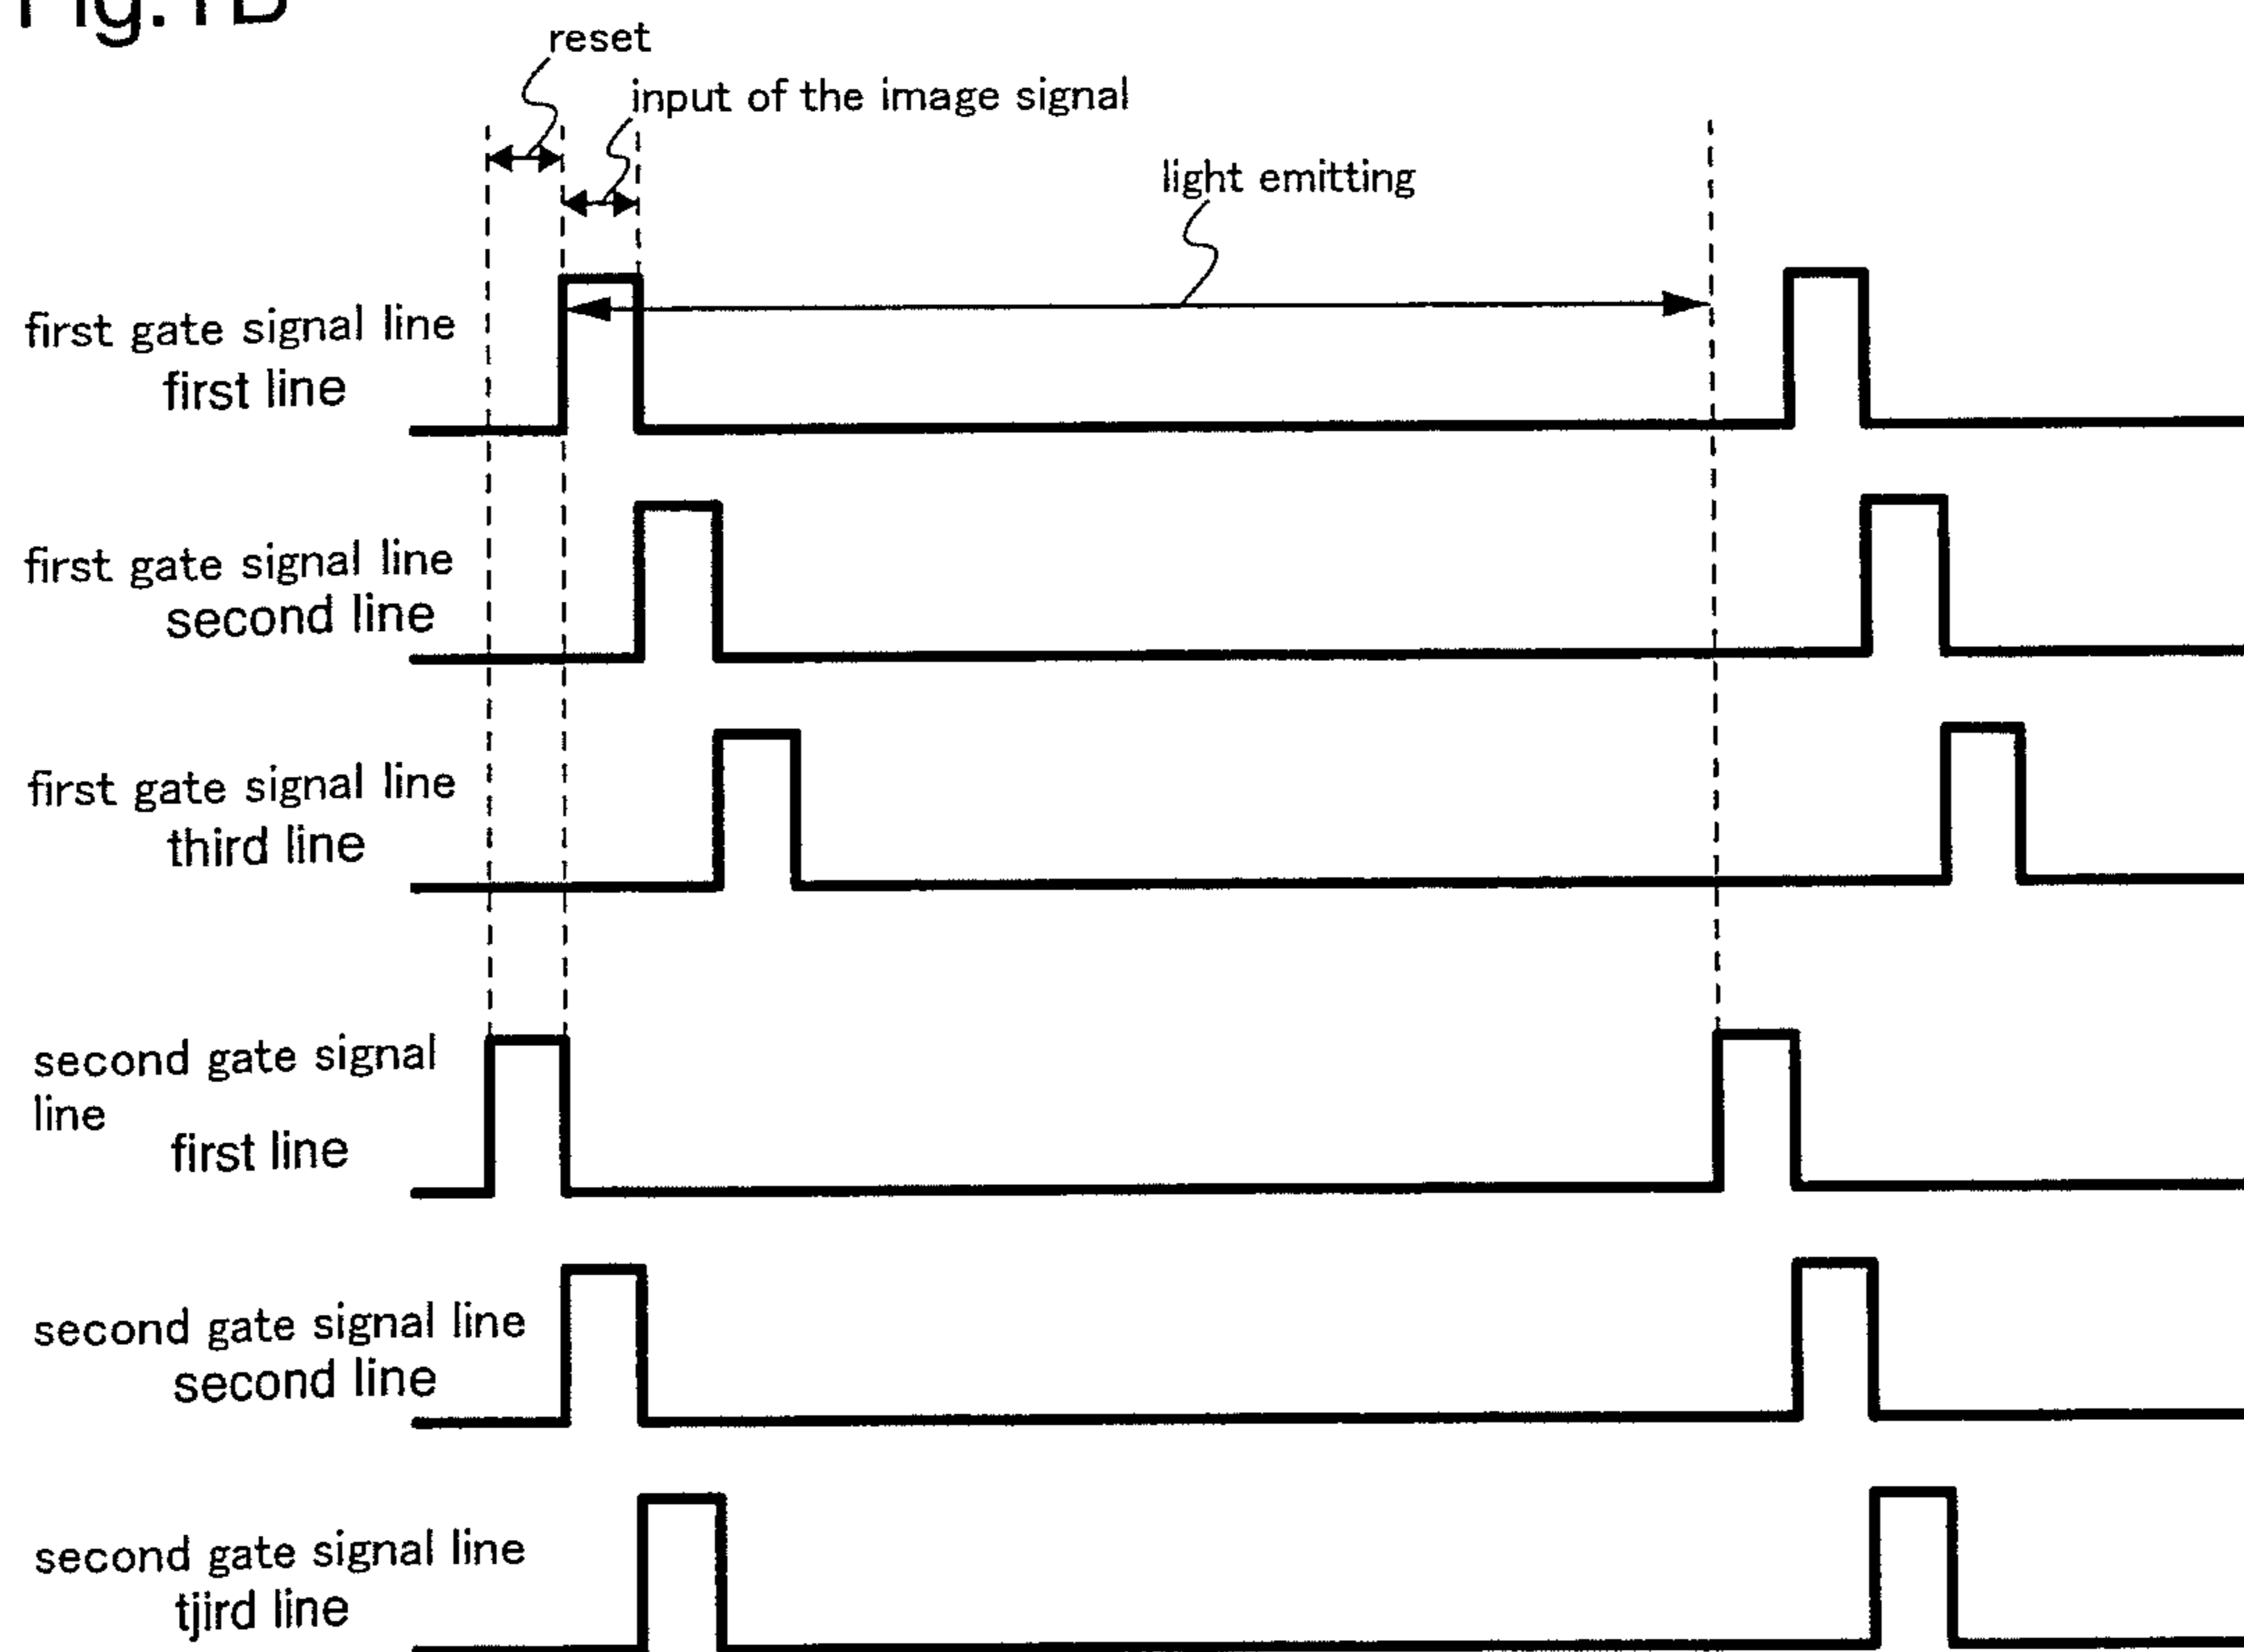 Fig.1B
reset
input of the image signal
light emitting
first gate signal line
first line
first gate signal line
second line
first gate signal line
third line
second gate signal
line
first line
second gate signal line
second line
second gate signal line
tjird line